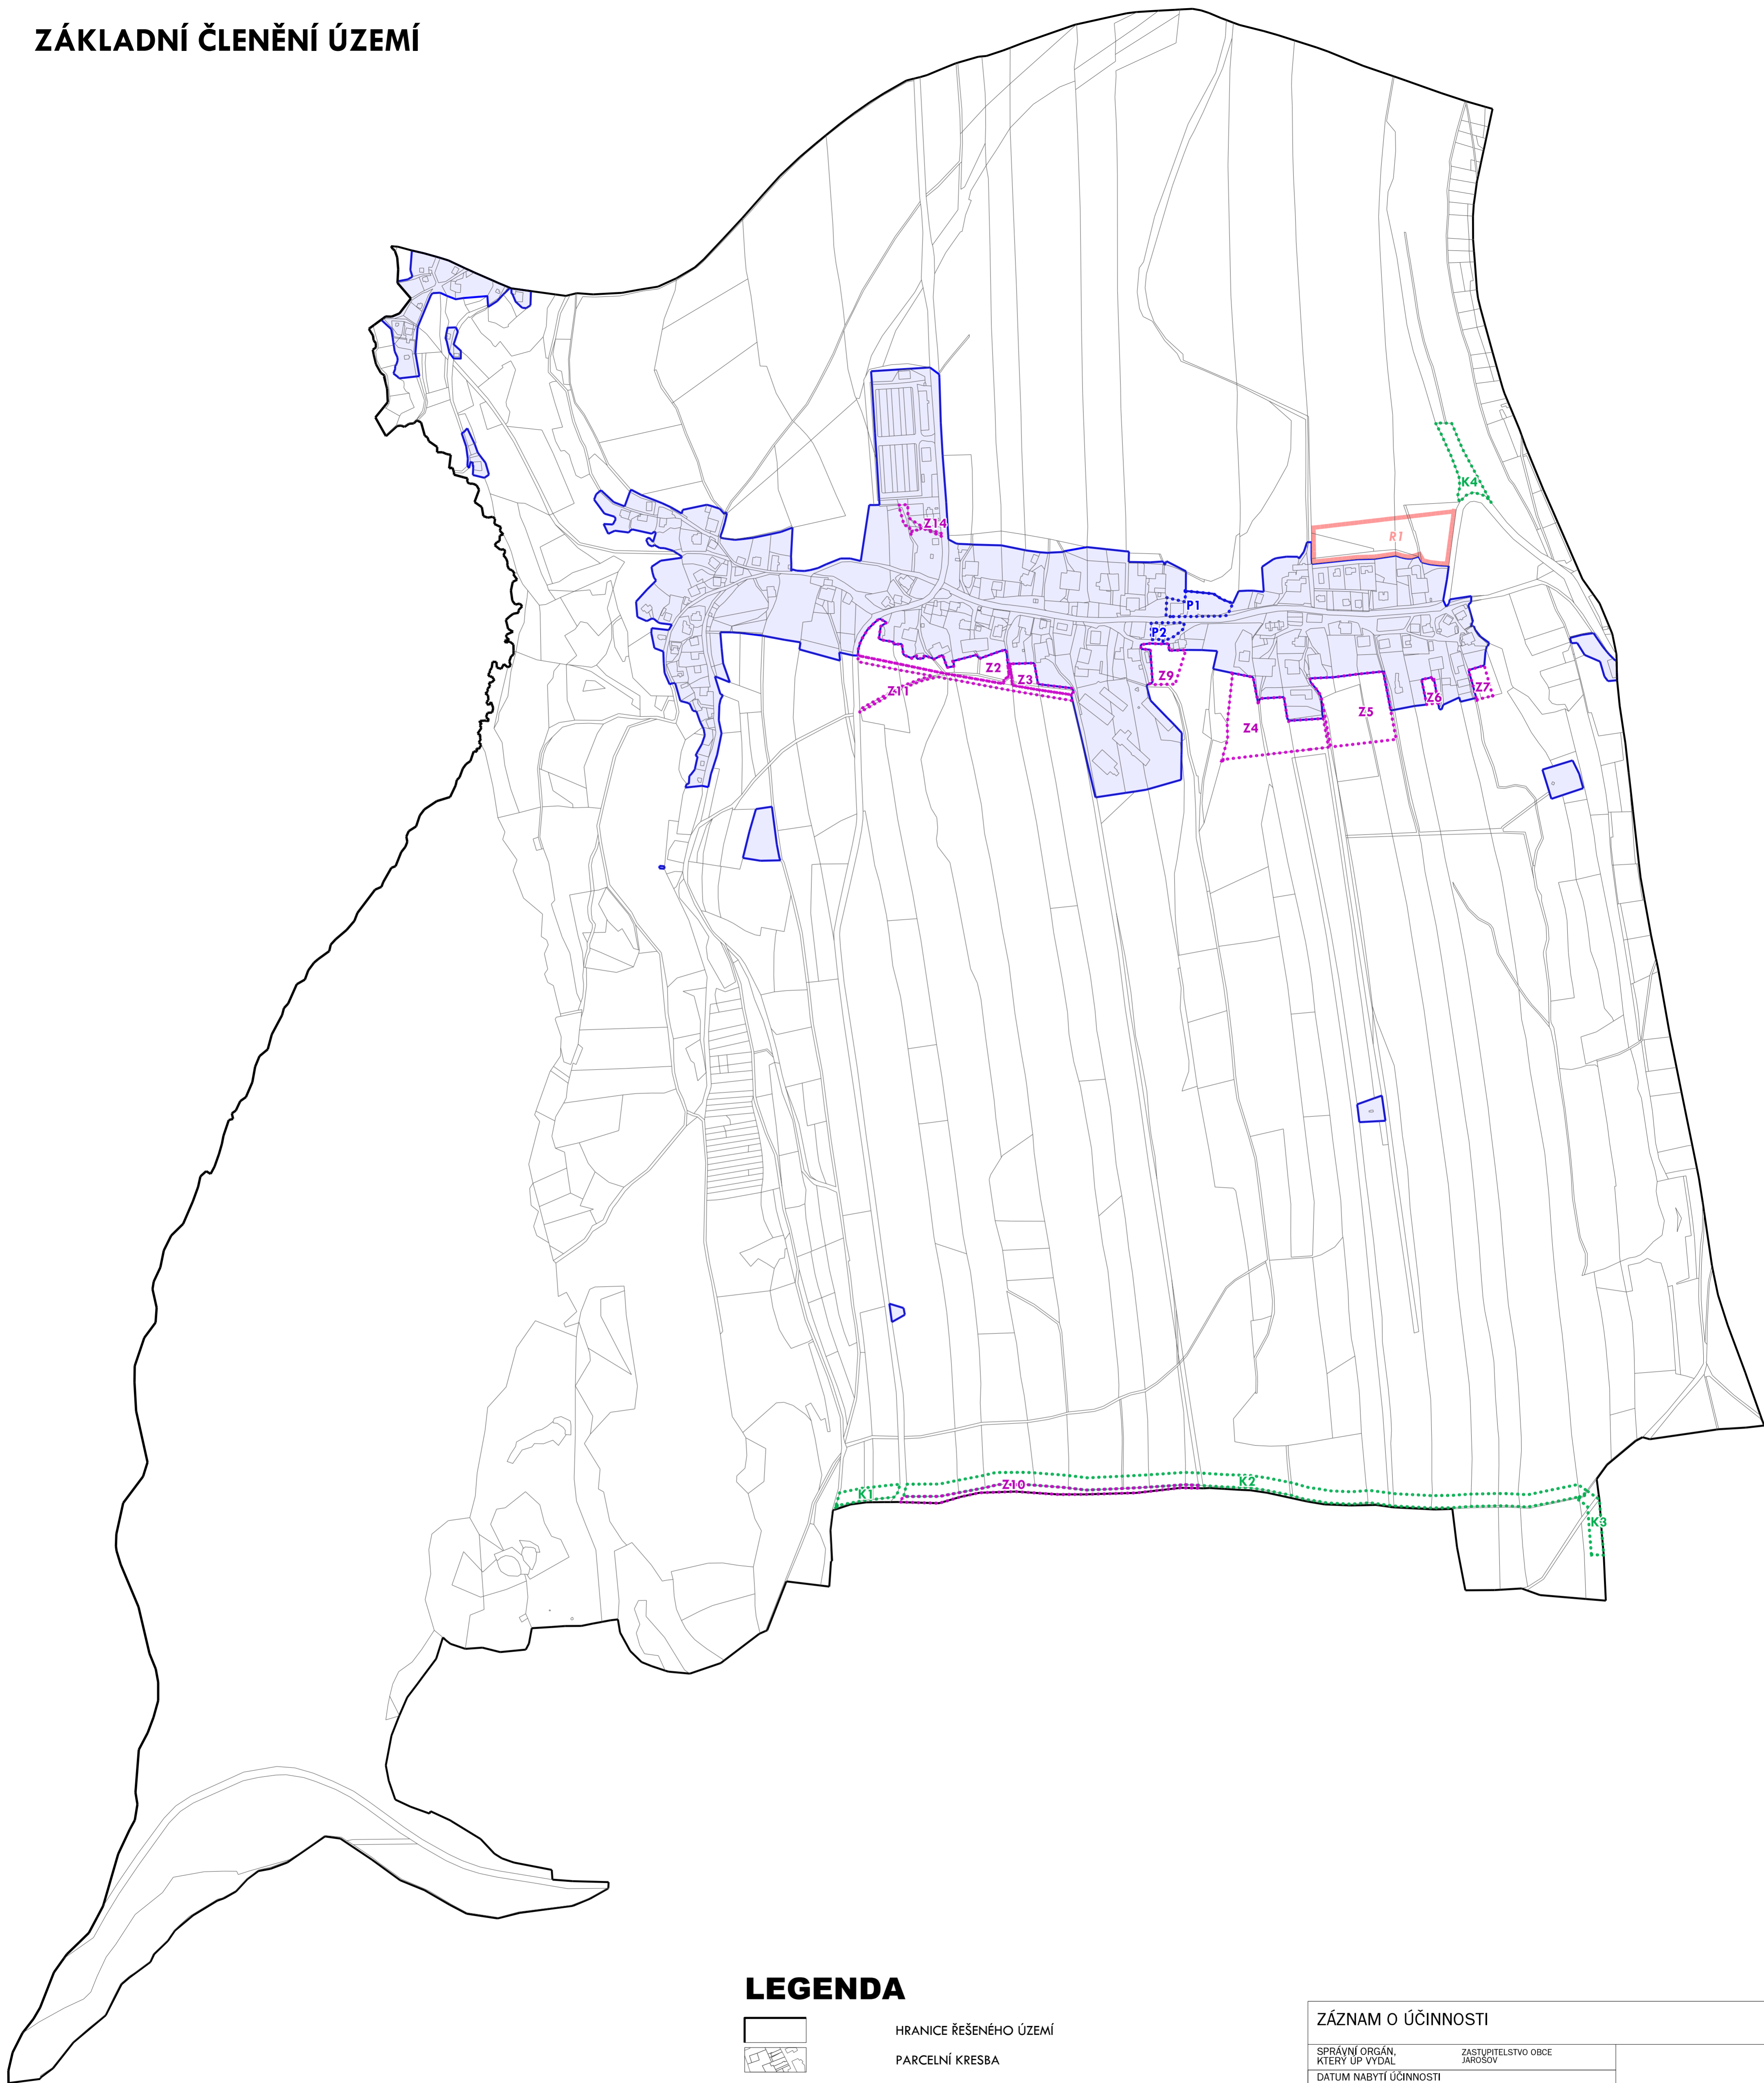 ZÁKLADNÍ ČLENĚNÍ ÚZEMÍ
K4
Z14
R1
P1
P2
Z2
Z3
Z9
Z11
Z4
Z5
Z6
Z7
K1
Z10
K2
K3
LEGENDA
HRANICE ŘEŠENÉHO ÚZEMÍ
PARCELNÍ KRESBA
ZÁZNAM O ÚČINNOSTI
SPRÁVNÍ ORGÁN,
KTERÝ ÚP VYDAL
ZASTUPITELSTVO OBCE
JAROŠOV
DATUM NABYTÍ ÚČINNOSTI